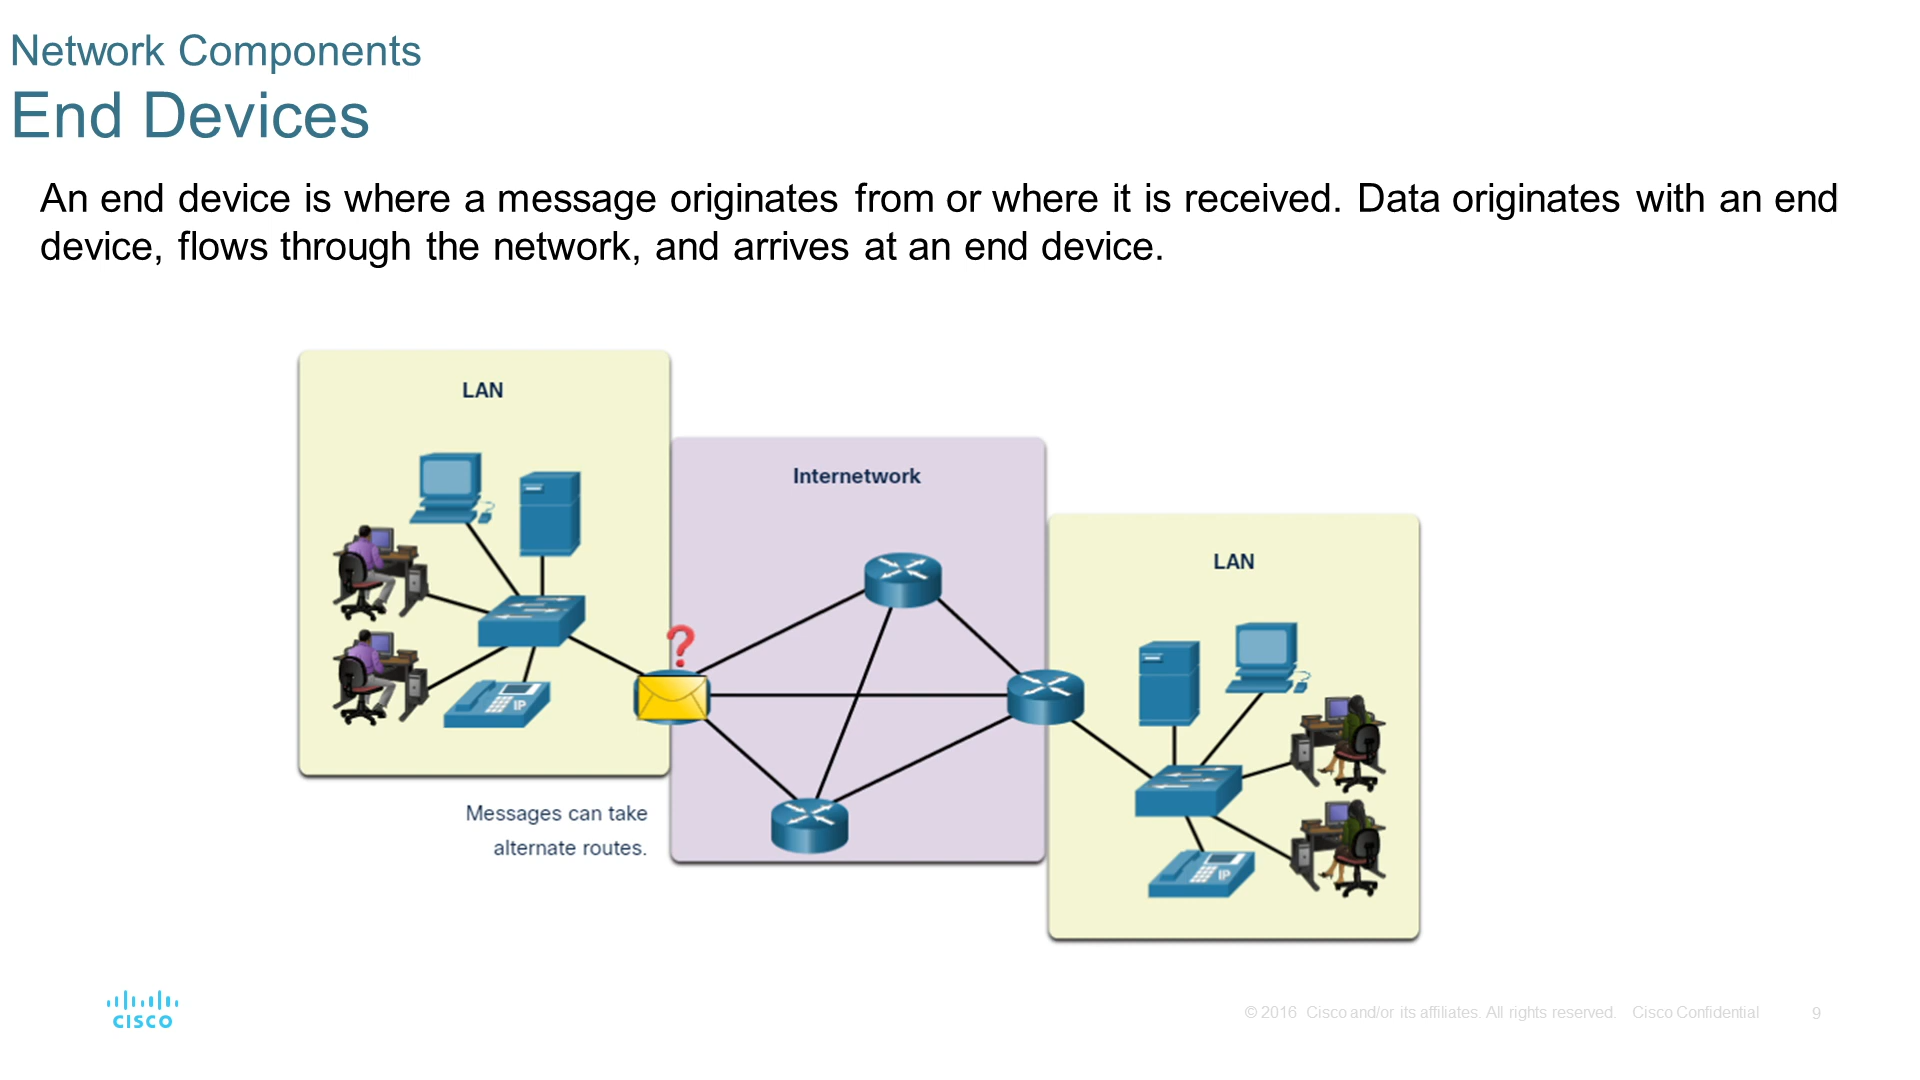 Network Components
End Devices
An end device is where a message originates from or where it is received. Data originates with an end
device, flows through the network, and arrives at an end device.
LAN
Internetwork
LAN
?
IP
Messages can take
alternate routes.
IP
CISCO
© 2016 Cisco and/or its affiliates. All rights reserved. Cisco Confidential 9